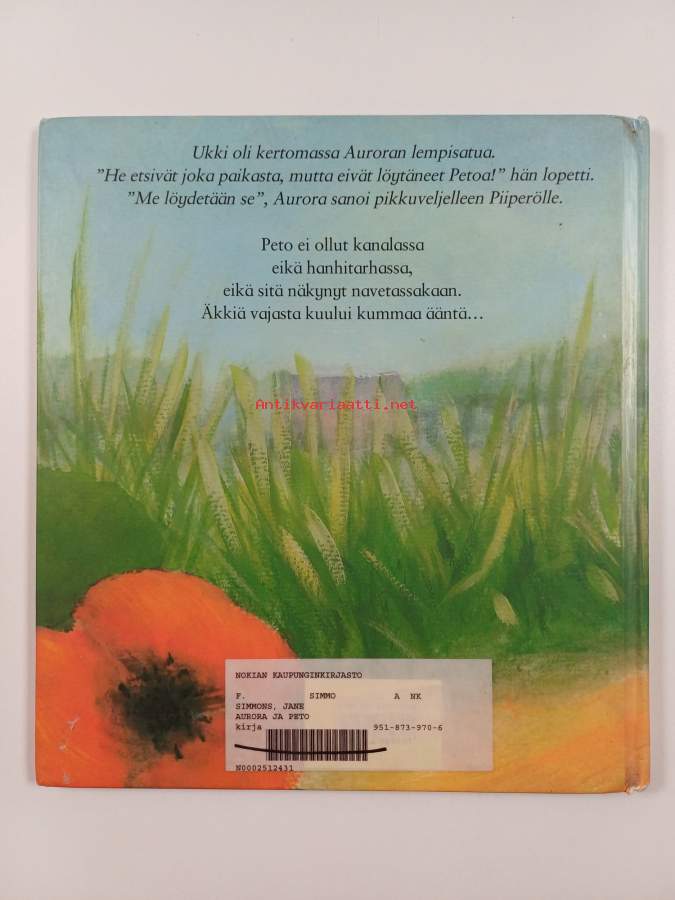 Ukki oli kertomassa Auroran lempisatua.
”He etsivät joka paikasta, mutta eivät löytäneet Petoa!” hän lopetti.
”Me löydetään se”, Aurora sanoi pikkuveljelleen Piiperölle.
Peto ei ollut kanalassa
eikä hanhitarhassa,
eikä sitä näkynyt navetassakaan.
Äkkiä vajasta kuului kummaa ääntä...
Antikvariaatti.net
NOKIAN KAUPUNGINKIRJASTO
F. SIMMO A NK
SIMMONS, JANE
AURORA JA PETO
kirja 951-873-970-6
N0002512431